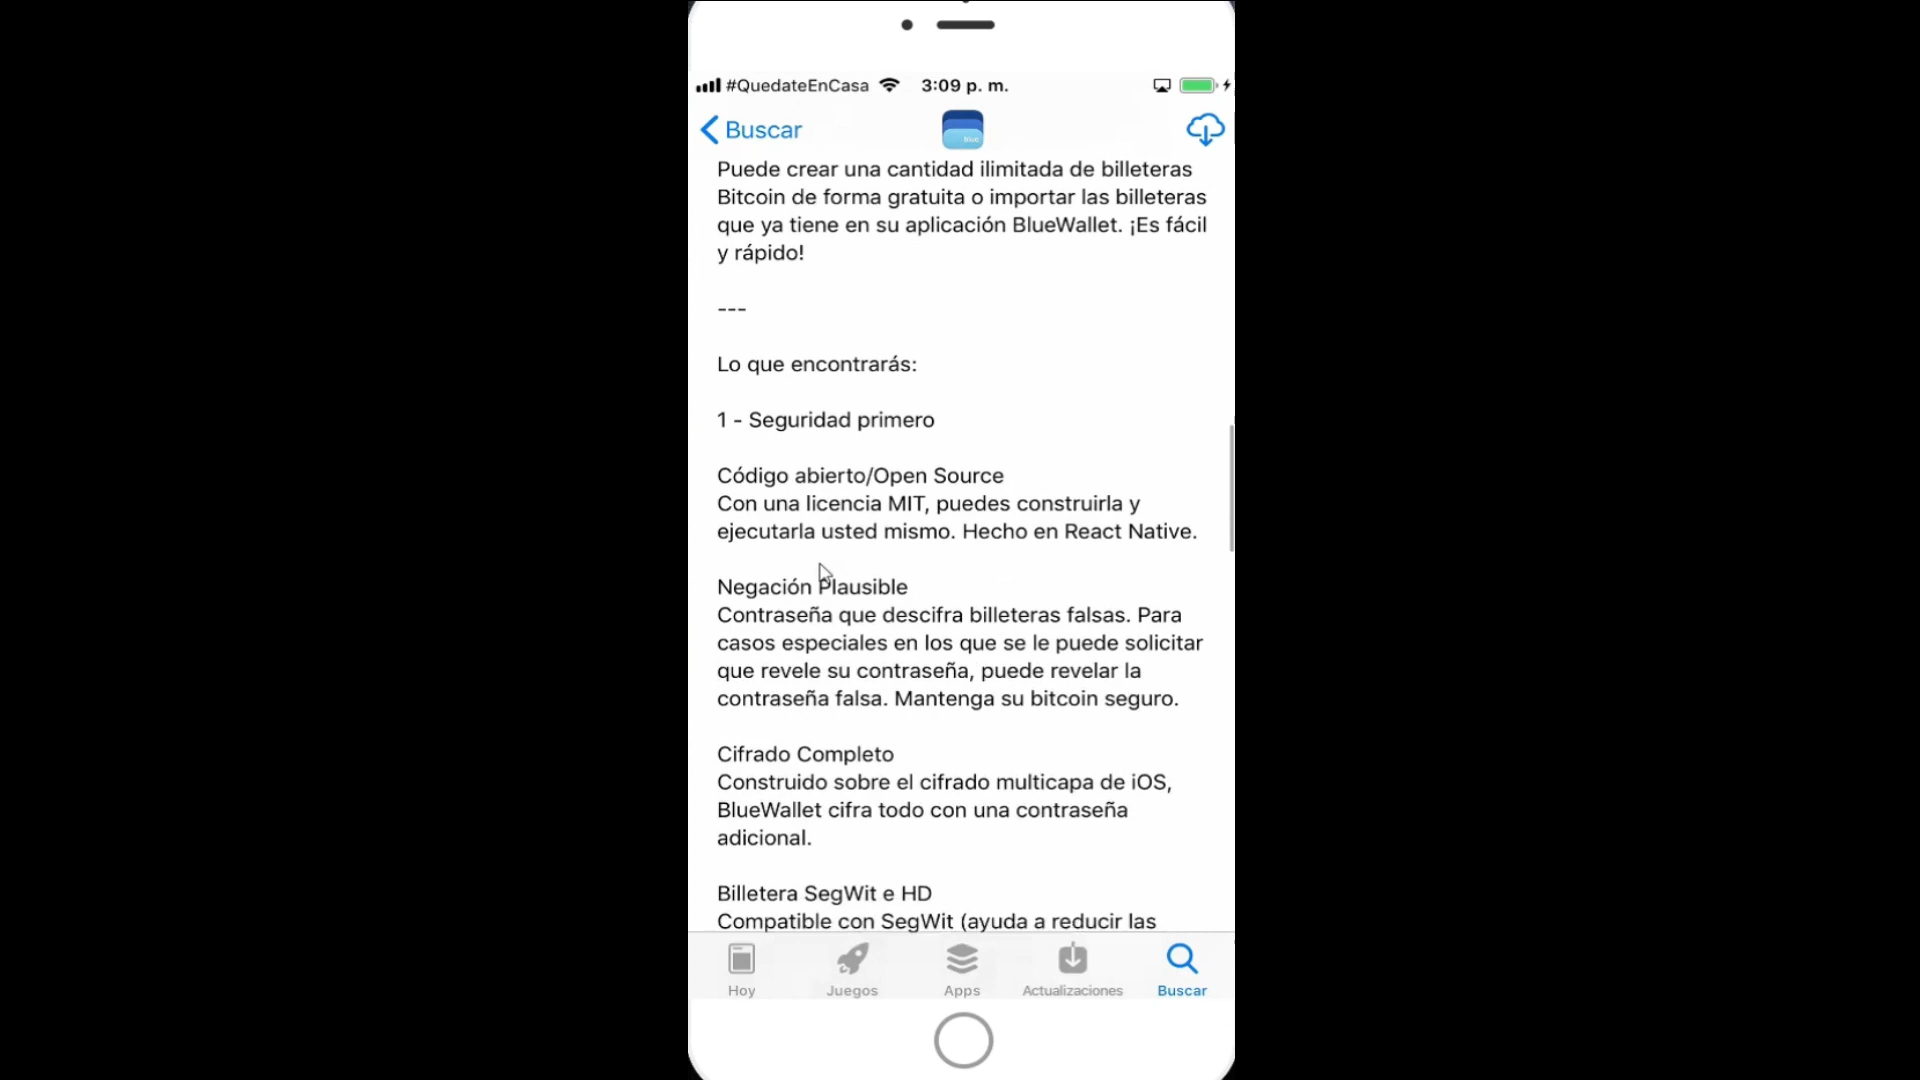 #QuedateEnCasa 3:09 p. m.
Buscar
blue
Puede crear una cantidad ilimitada de billeteras
Bitcoin de forma gratuita o importar las billeteras
que ya tiene en su aplicación BlueWallet. ¡Es fácil
y rápido!
---
Lo que encontrarás:
1 - Seguridad primero
Código abierto/Open Source
Con una licencia MIT, puedes construirla y
ejecutarla usted mismo. Hecho en React Native.
Negación Plausible
Contraseña que descifra billeteras falsas. Para
casos especiales en los que se le puede solicitar
que revele su contraseña, puede revelar la
contraseña falsa. Mantenga su bitcoin seguro.
Cifrado Completo
Construido sobre el cifrado multicapa de iOS,
BlueWallet cifra todo con una contraseña
adicional.
Billetera SegWit e HD
Compatible con SegWit (ayuda a reducir las
Hoy Juegos Apps Actualizaciones Buscar